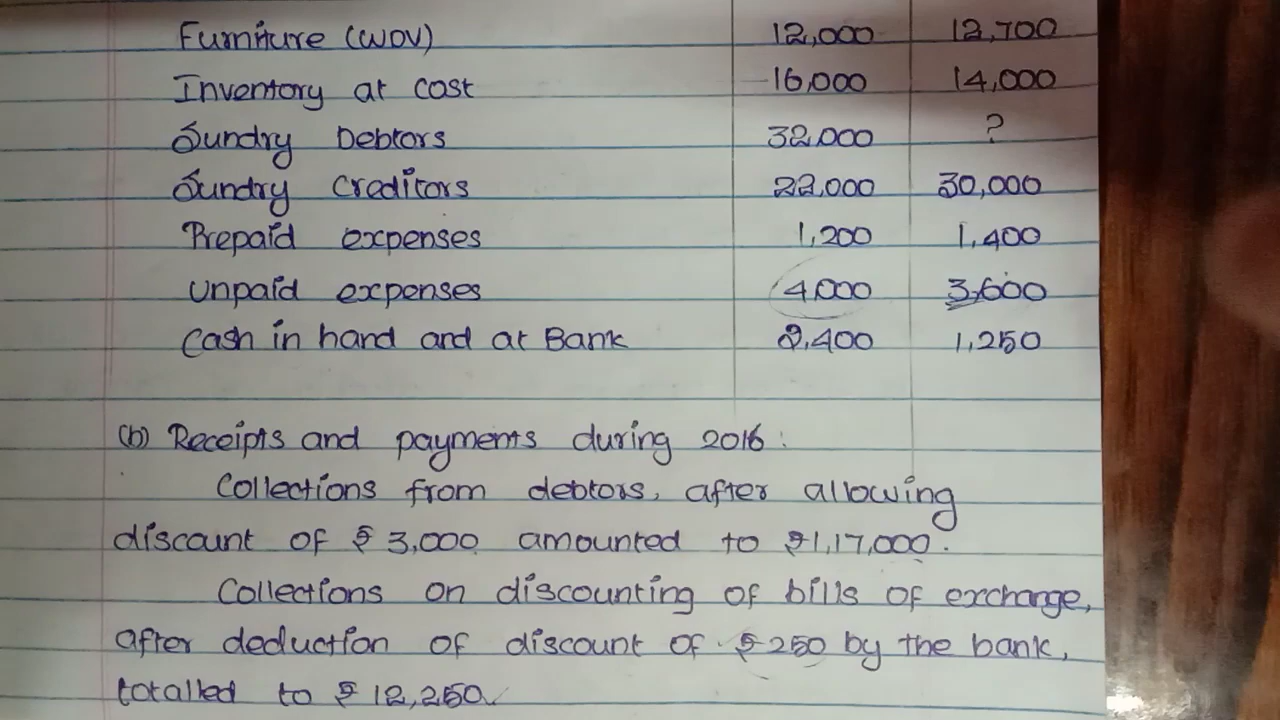 Furniture (WDV) 12,000 12,700
Inventory at cost 16,000 14,000
Sundry Debtors 32,000 ?
Sundry Creditors 22,000 30,000
Prepaid expenses 1,200 1,400
Unpaid expenses 4,000 3,600
Cash in hand and at Bank 2,400 1,250
(b) Receipts and payments during 2016 :
Collections from debtors, after allowing
discount of ₹ 3,000 amounted to ₹1,17,000.
Collections on discounting of bills of exchange,
after deduction of discount of ₹ 250 by the bank,
totalled to ₹ 12,250.